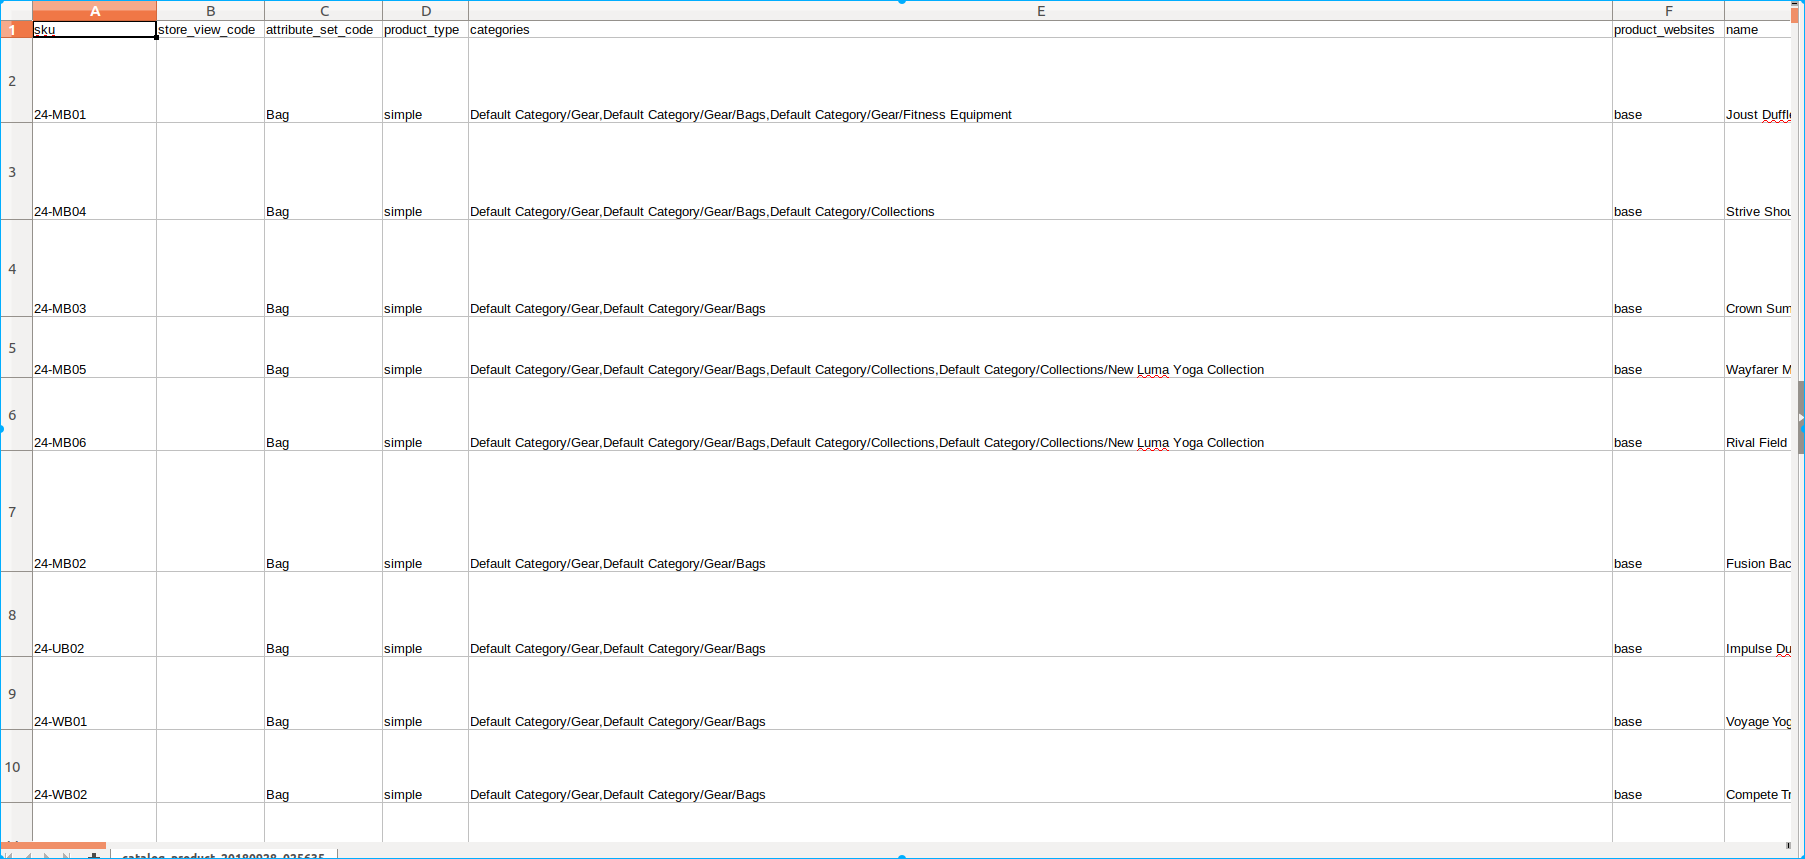 A B C D E F
1 sku store_view_code attribute_set_code product_type categories product_websites name
2 24-MB01 Bag simple Default Category/Gear,Default Category/Gear/Bags,Default Category/Gear/Fitness Equipment base Joust Duffle
3 24-MB04 Bag simple Default Category/Gear,Default Category/Gear/Bags,Default Category/Collections base Strive Shou
4 24-MB03 Bag simple Default Category/Gear,Default Category/Gear/Bags base Crown Sum
5 24-MB05 Bag simple Default Category/Gear,Default Category/Gear/Bags,Default Category/Collections,Default Category/Collections/New Luma Yoga Collection base Wayfarer M
6 24-MB06 Bag simple Default Category/Gear,Default Category/Gear/Bags,Default Category/Collections,Default Category/Collections/New Luma Yoga Collection base Rival Field
7 24-MB02 Bag simple Default Category/Gear,Default Category/Gear/Bags base Fusion Bac
8 24-UB02 Bag simple Default Category/Gear,Default Category/Gear/Bags base Impulse Du
9 24-WB01 Bag simple Default Category/Gear,Default Category/Gear/Bags base Voyage Yog
10 24-WB02 Bag simple Default Category/Gear,Default Category/Gear/Bags base Compete Tr
catalog_product_20180928_025635